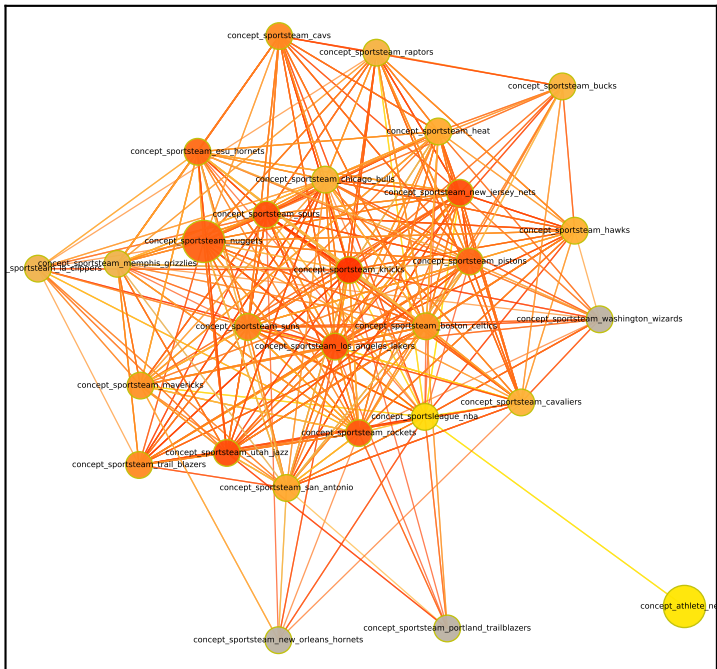 concept_sportsteam_cavs
concept_sportsteam_raptors
concept_sportsteam_bucks
concept_sportsteam_heat
concept_sportsteam_esu_hornets
concept_sportsteam_chicago_bulls
concept_sportsteam_new_jersey_nets
concept_sportsteam_spurs
concept_sportsteam_hawks
concept_sportsteam_nuggets
concept_sportsteam_pistons
_sportsteam_la_clippers
concept_sportsteam_memphis_grizzlies
concept_sportsteam_knicks
concept_sportsteam_washington_wizards
concept_sportsteam_suns
concept_sportsteam_boston_celtics
concept_sportsteam_los_angeles_lakers
concept_sportsteam_mavericks
concept_sportsteam_cavaliers
concept_sportsleague_nba
concept_sportsteam_rockets
concept_sportsteam_utah_jazz
concept_sportsteam_trail_blazers
concept_sportsteam_san_antonio
concept_athlete_ne
concept_sportsteam_portland_trailblazers
concept_sportsteam_new_orleans_hornets